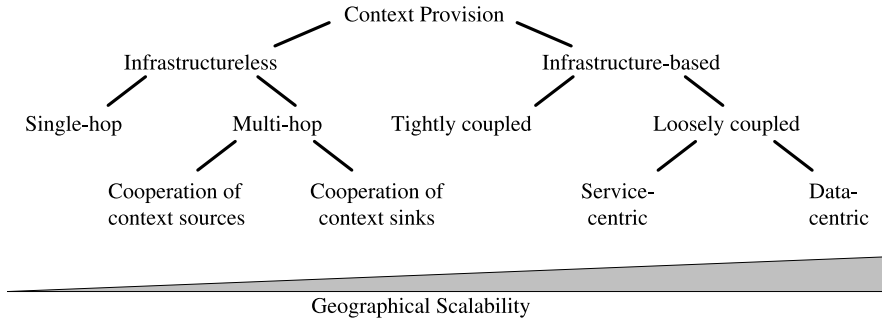 Context Provision
Infrastructureless
Infrastructure-based
Single-hop
Multi-hop
Tightly coupled
Loosely coupled
Cooperation of
context sources
Cooperation of
context sinks
Service-
centric
Data-
centric
Geographical Scalability